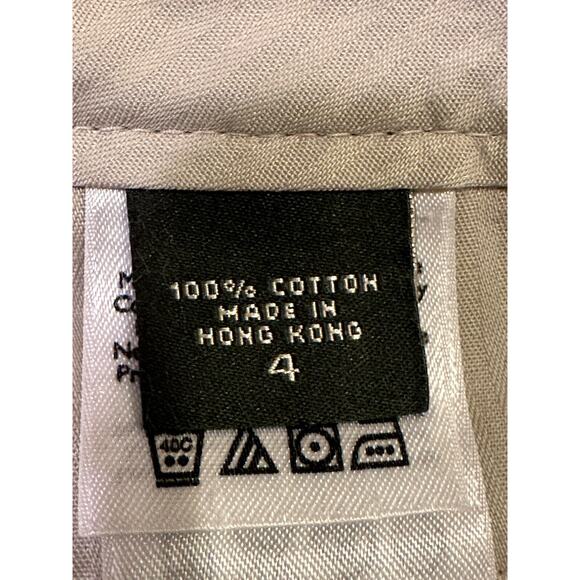 100% COTTON
MADE IN
HONG KONG
4
40C